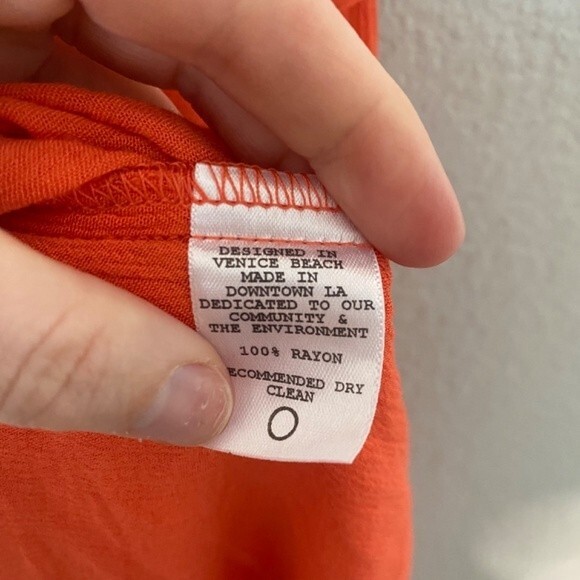 DESIGNED IN
VENICE BEACH
MADE IN
DOWNTOWN LA
DEDICATED TO OUR
COMMUNITY &
THE ENVIRONMENT
100% RAYON
ECOMMENDED DRY
CLEAN